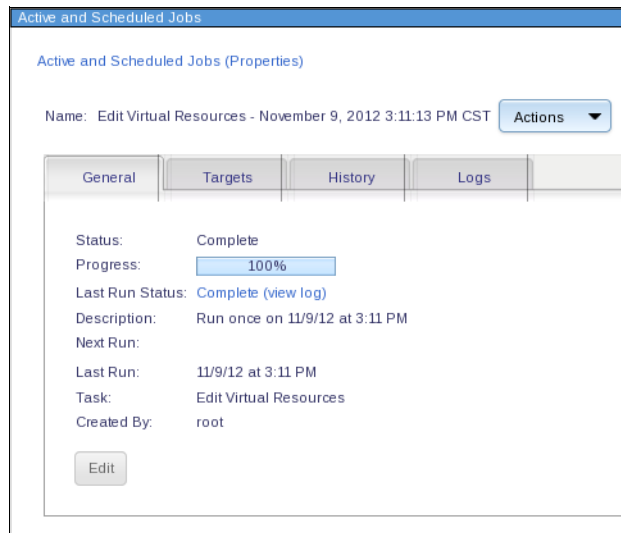 Active and Scheduled Jobs
Active and Scheduled Jobs (Properties)
Name: Edit Virtual Resources - November 9, 2012 3:11:13 PM CST Actions
General Targets History Logs
Status: Complete
Progress: 100%
Last Run Status: Complete (view log)
Description: Run once on 11/9/12 at 3:11 PM
Next Run:
Last Run: 11/9/12 at 3:11 PM
Task: Edit Virtual Resources
Created By: root
Edit